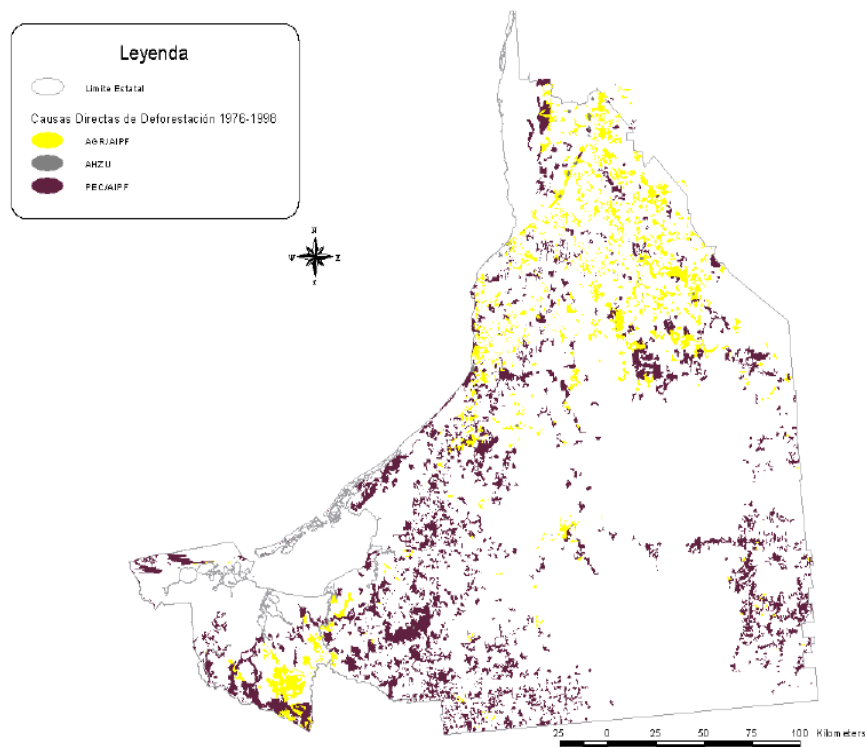 Leyenda
Limite Estatal
Causas Directas de Deforestación 1976-1998
AGR/AIPF
AHZU
PEC/AIPF
N
W
25 0 25 50 75 100 Kilometers